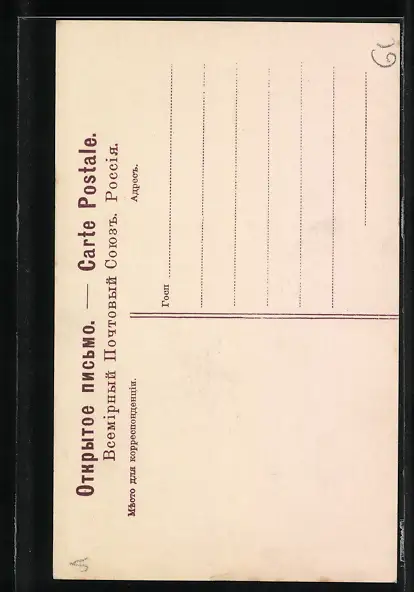 Открытое письмо. — Carte Postale.
Всемірный Почтовый Союзъ. Россія.
Мѣсто для корреспонденціи.
Адресъ.
Госп